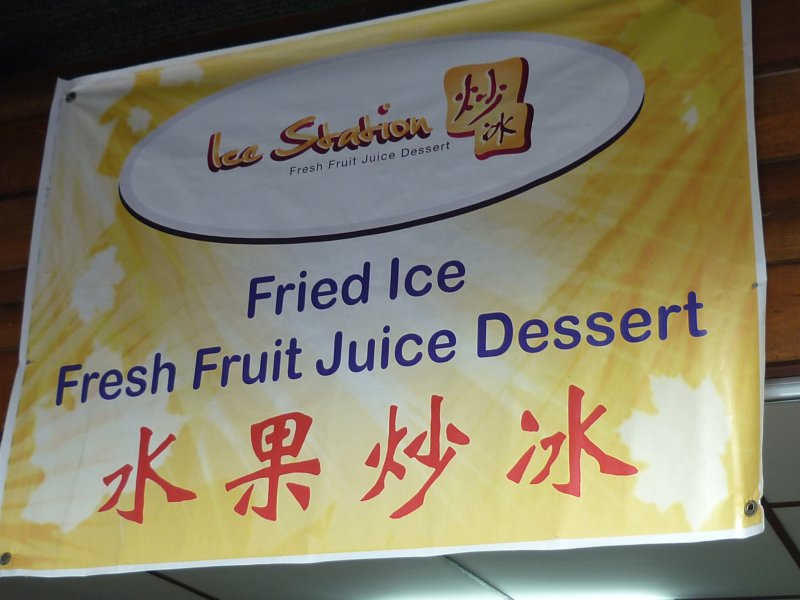 Ice Station 炒冰
Fresh Fruit Juice Dessert
Fried Ice
Fresh Fruit Juice Dessert
水果炒冰